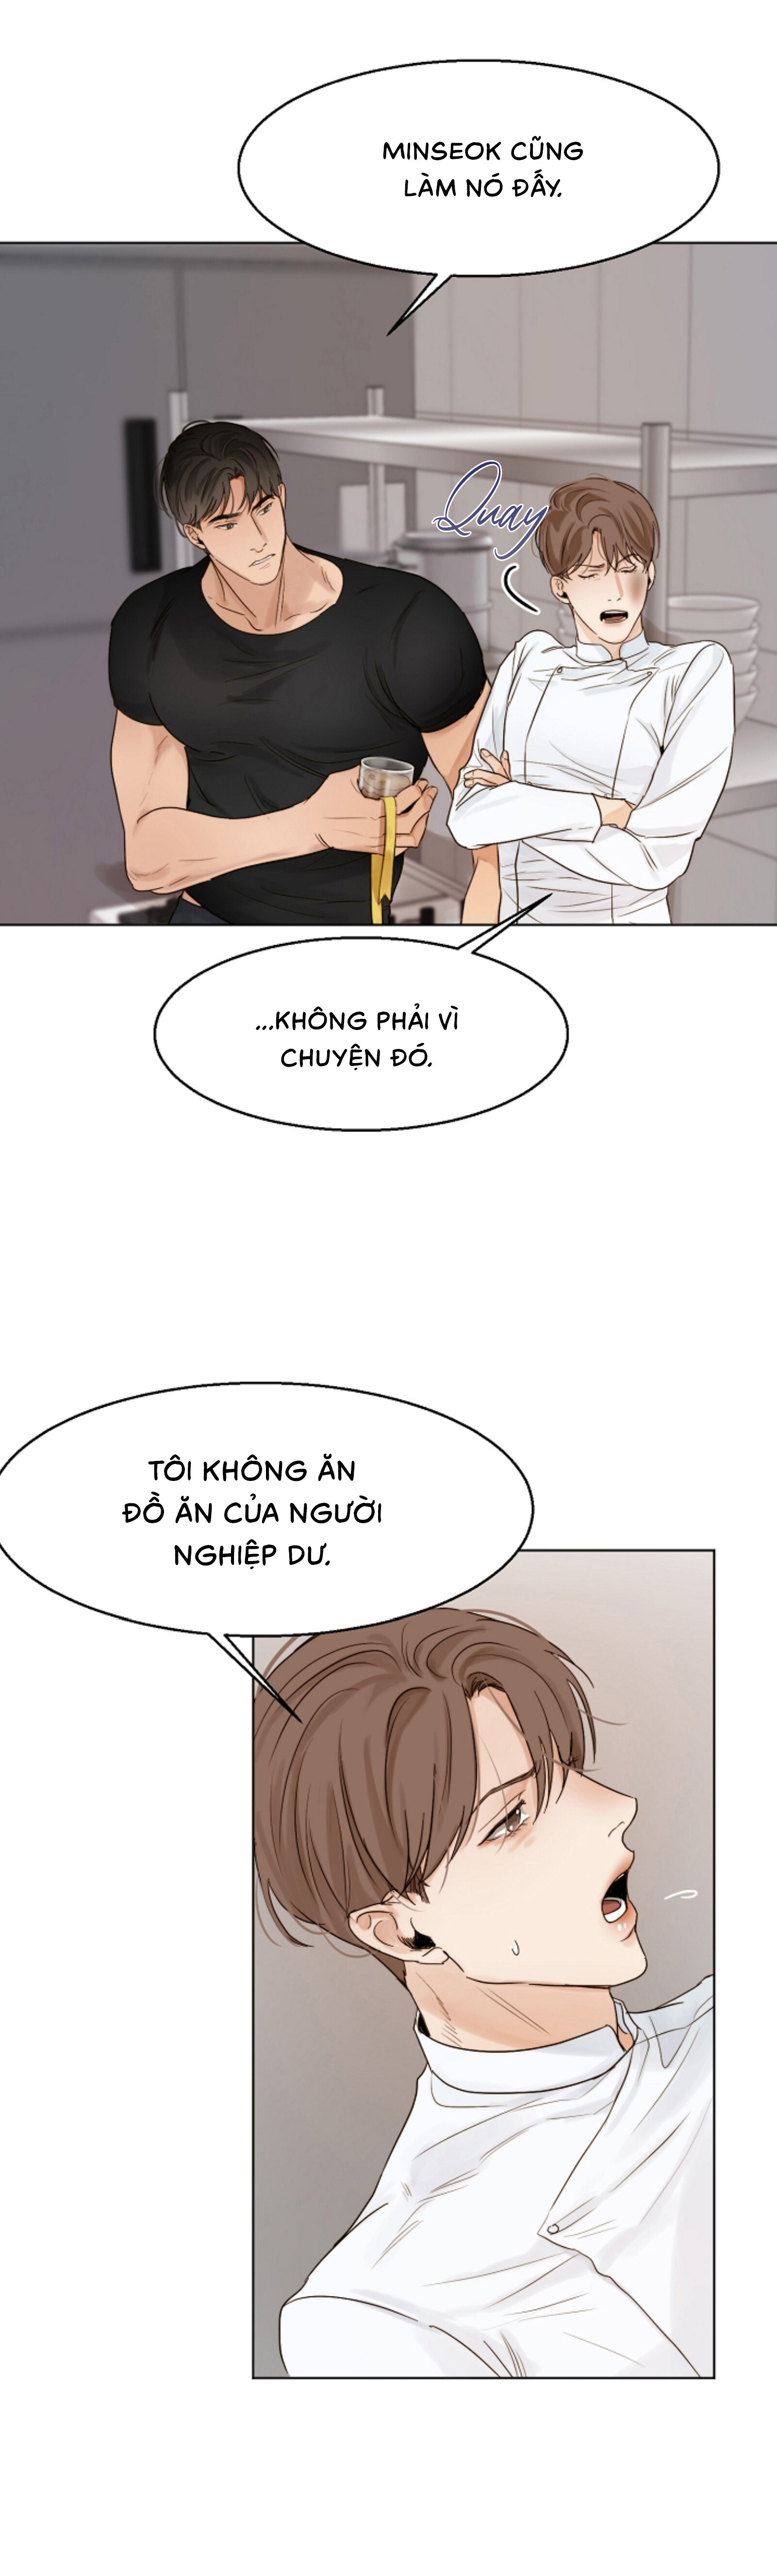 MINSEOK CŨNG
LÀM NÓ ĐẤY.
Quay
...KHÔNG PHẢI VÌ
CHUYỆN ĐÓ.
TÔI KHÔNG ĂN
ĐỒ ĂN CỦA NGƯỜI
NGHIỆP DƯ.